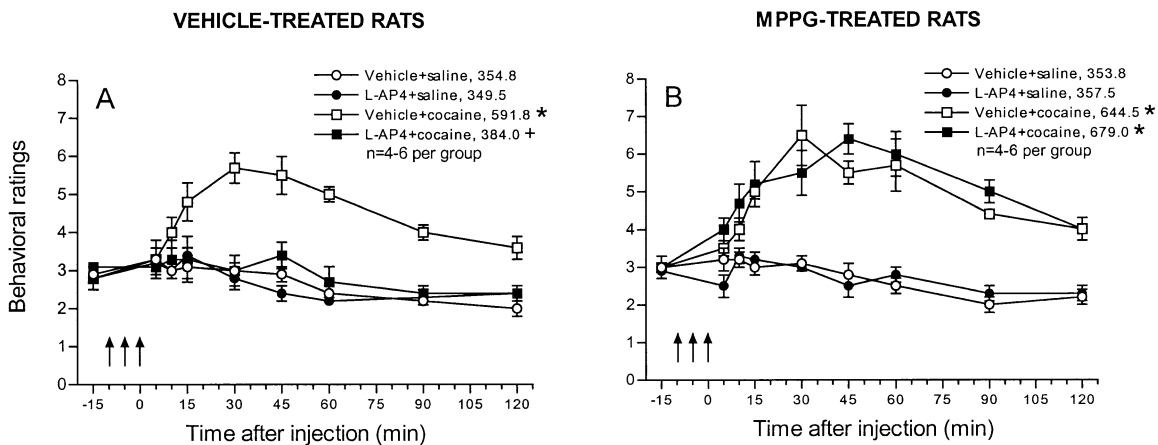 VEHICLE-TREATED RATS
A
Vehicle+saline, 354.8
L-AP4+saline, 349.5
Vehicle+cocaine, 591.8 *
L-AP4+cocaine, 384.0 +
n=4-6 per group
Behavioral ratings
8
7
6
5
4
3
2
1
0
-15 0 15 30 45 60 75 90 105 120
Time after injection (min)
MPPG-TREATED RATS
B
Vehicle+saline, 353.8
L-AP4+saline, 357.5
Vehicle+cocaine, 644.5 *
L-AP4+cocaine, 679.0 *
n=4-6 per group
8
7
6
5
4
3
2
1
0
-15 0 15 30 45 60 75 90 105 120
Time after injection (min)